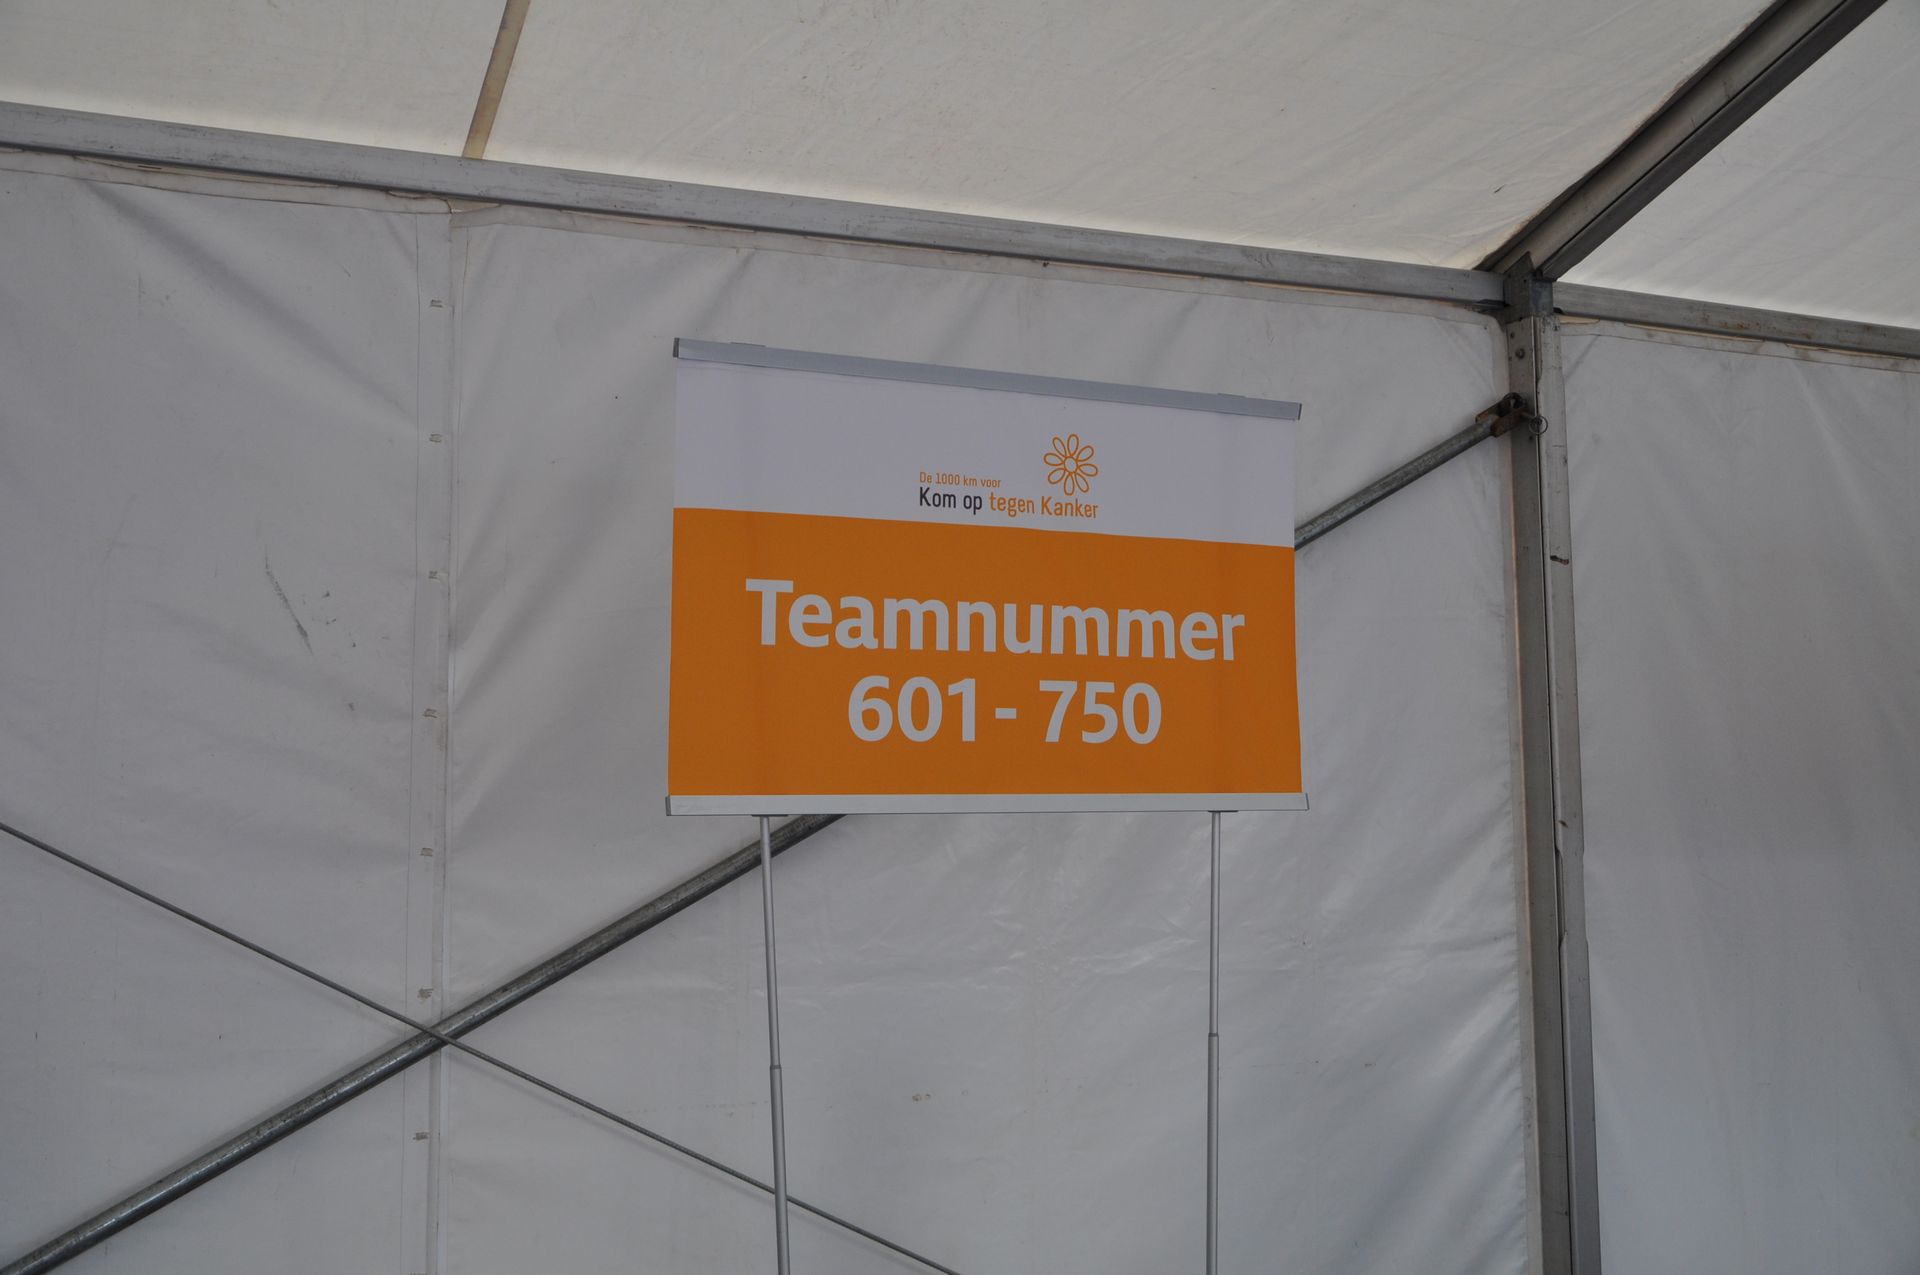 De 1000 km voor
Kom op tegen Kanker
Teamnummer
601 - 750